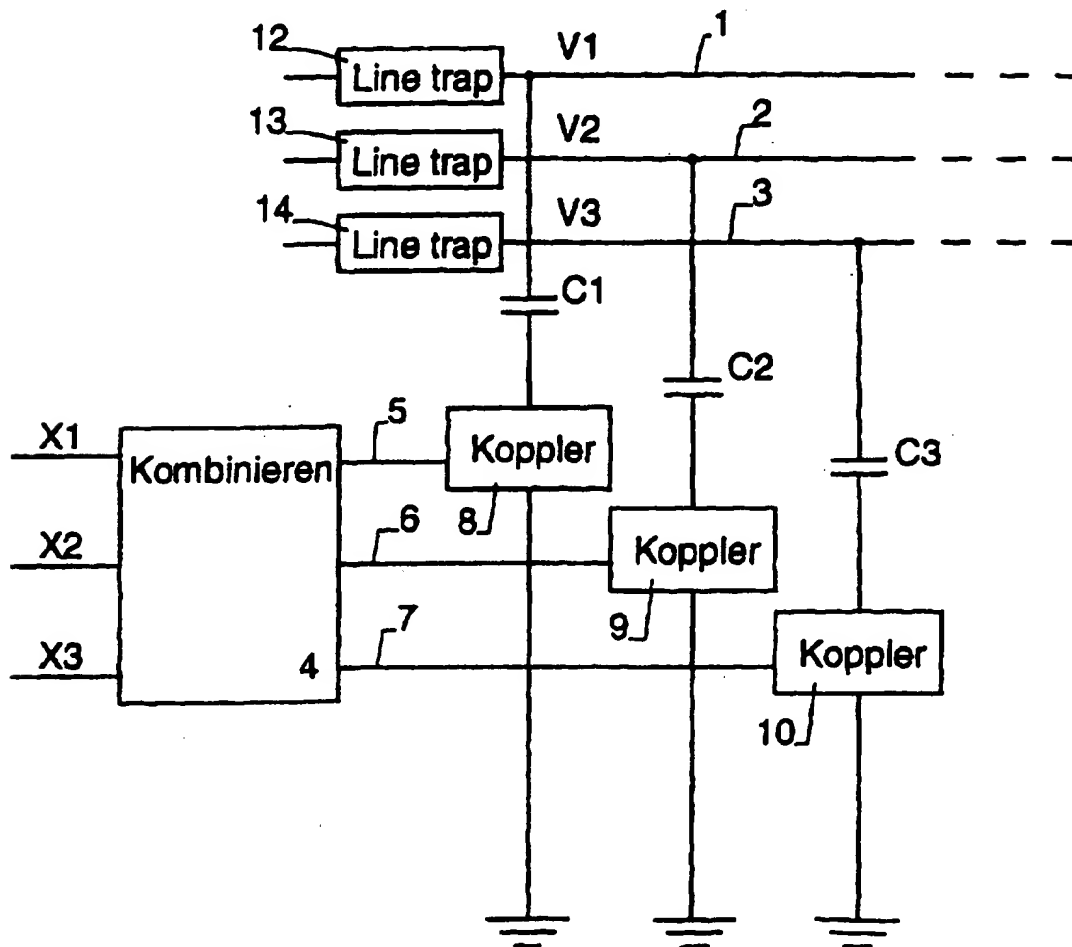 12
Line trap
V1
1
13
Line trap
V2
2
14
Line trap
V3
3
C1
C2
C3
X1
X2
X3
Kombinieren
4
5
Koppler
8
6
Koppler
9
7
Koppler
10